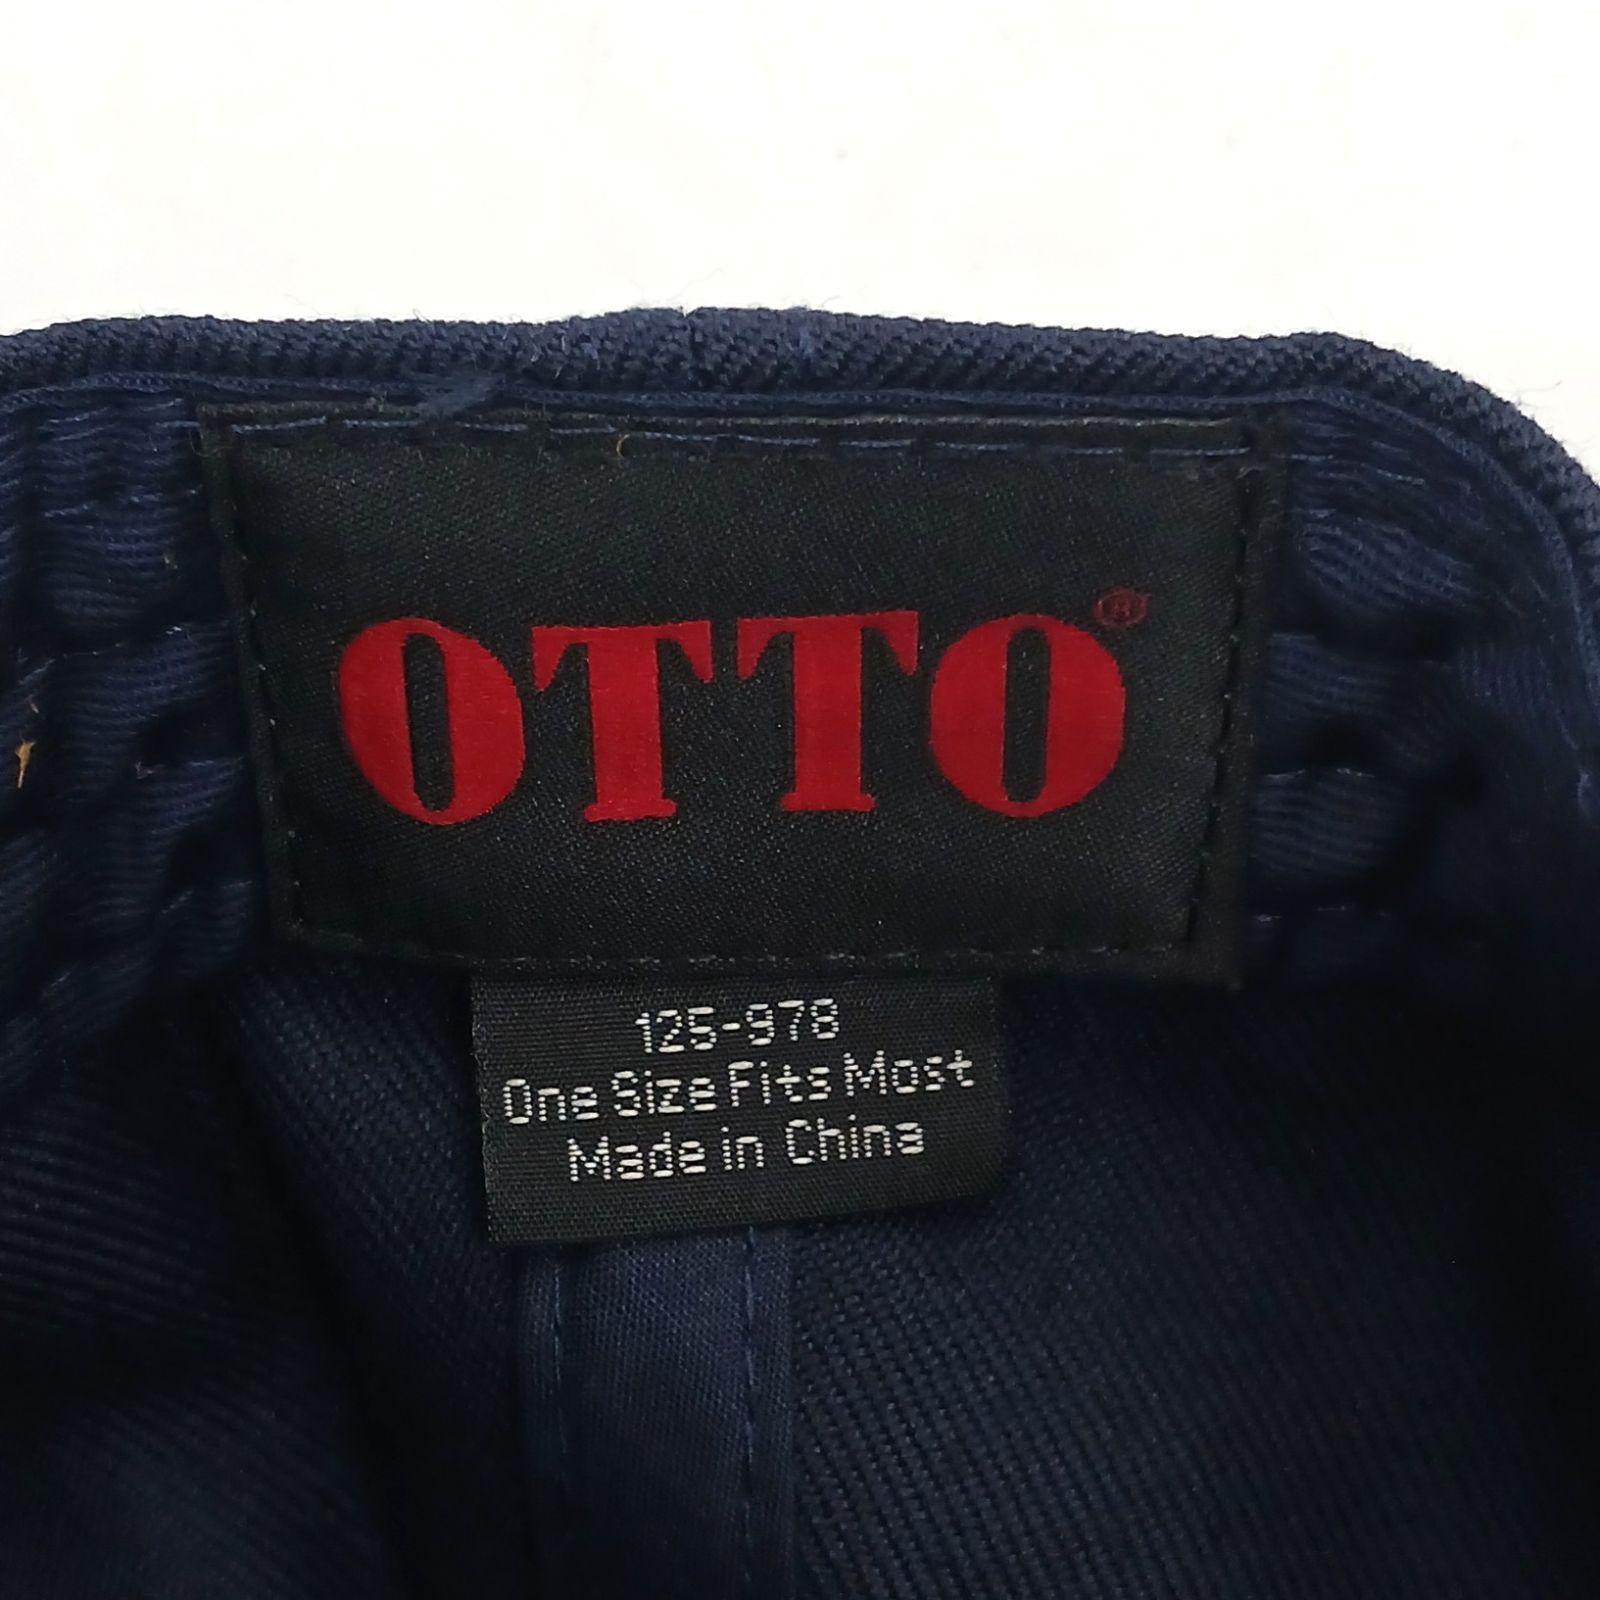 OTTO®
125-978
One Size Fits Most
Made in China